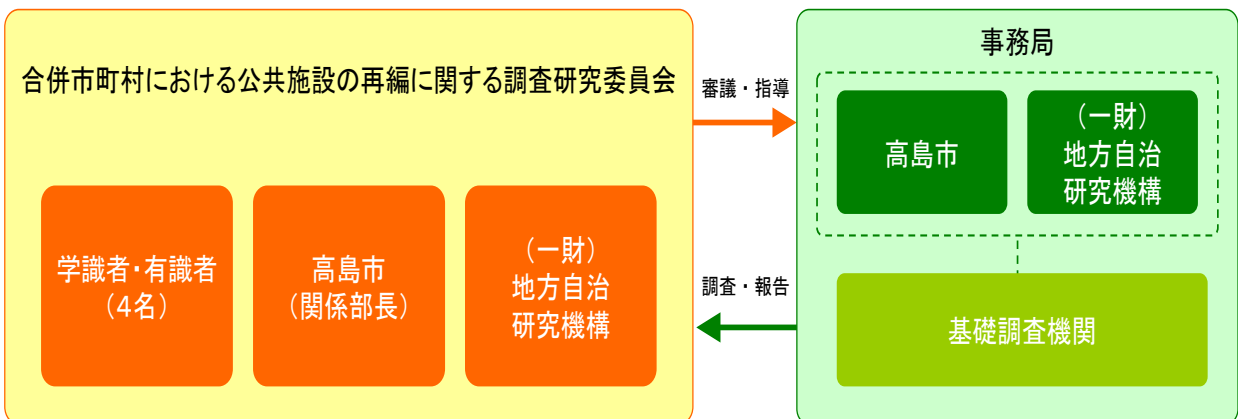 合併市町村における公共施設の再編に関する調査研究委員会
学識者・有識者
（4名）
高島市
（関係部長）
（一財）
地方自治
研究機構
審議・指導
調査・報告
事務局
高島市
（一財）
地方自治
研究機構
基礎調査機関